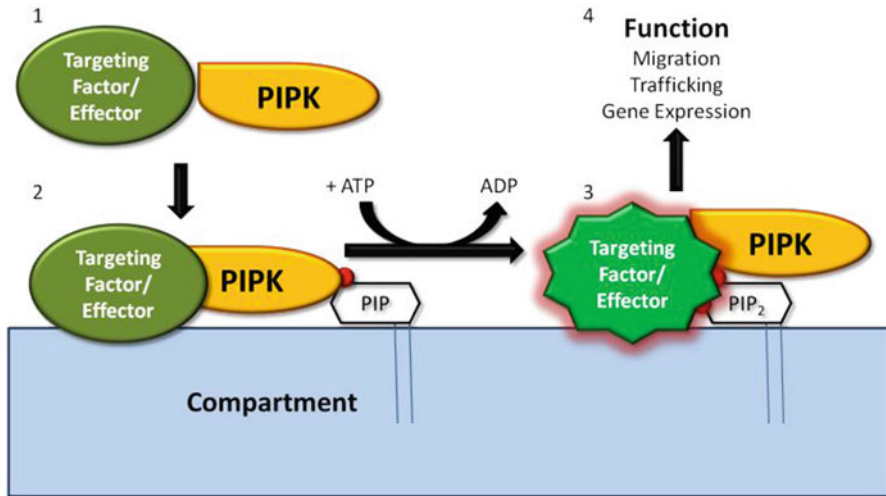 1
Targeting
Factor/
Effector
PIPK
2
Targeting
Factor/
Effector
PIPK
PIP
+ ATP
ADP
3
Targeting
Factor/
Effector
PIPK
PIP₂
4
Function
Migration
Trafficking
Gene Expression
Compartment